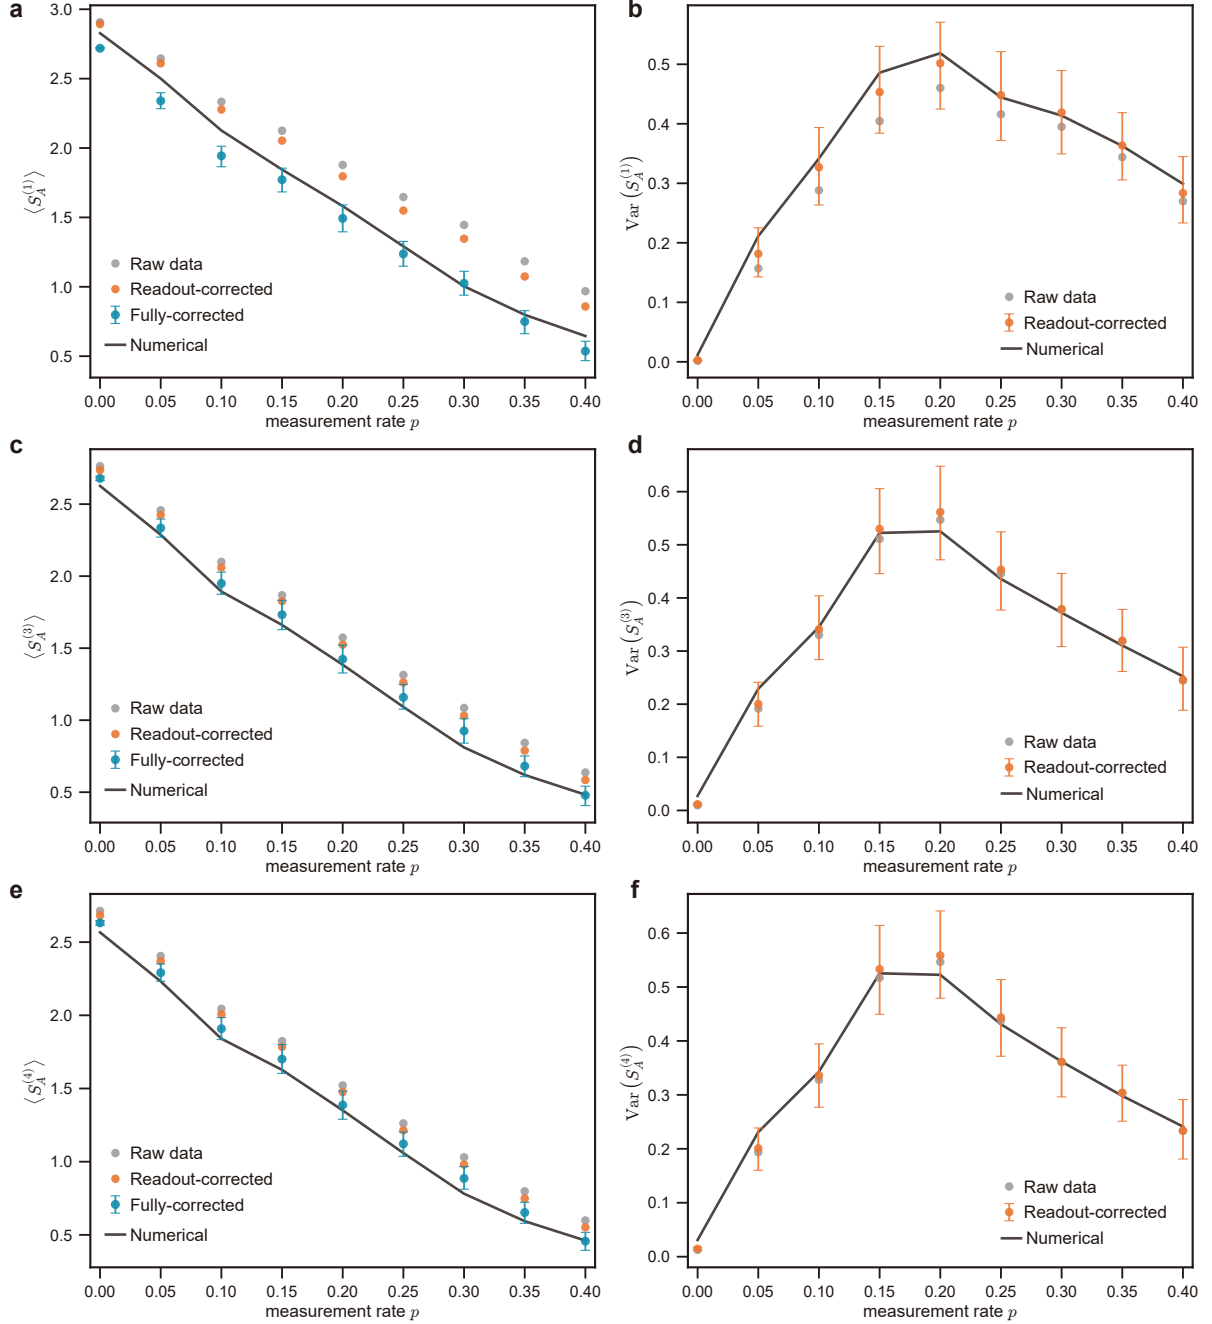 a
3.0
2.5
2.0
1.5
1.0
0.5
⟨S_A^(1)⟩
Raw data
Readout-corrected
Fully-corrected
Numerical
0.00 0.05 0.10 0.15 0.20 0.25 0.30 0.35 0.40
measurement rate p
b
0.5
0.4
0.3
0.2
0.1
0.0
Var(S_A^(1))
Raw data
Readout-corrected
Numerical
0.00 0.05 0.10 0.15 0.20 0.25 0.30 0.35 0.40
measurement rate p
c
2.5
2.0
1.5
1.0
0.5
⟨S_A^(3)⟩
Raw data
Readout-corrected
Fully-corrected
Numerical
0.00 0.05 0.10 0.15 0.20 0.25 0.30 0.35 0.40
measurement rate p
d
0.6
0.5
0.4
0.3
0.2
0.1
0.0
Var(S_A^(3))
Raw data
Readout-corrected
Numerical
0.00 0.05 0.10 0.15 0.20 0.25 0.30 0.35 0.40
measurement rate p
e
2.5
2.0
1.5
1.0
0.5
⟨S_A^(4)⟩
Raw data
Readout-corrected
Fully-corrected
Numerical
0.00 0.05 0.10 0.15 0.20 0.25 0.30 0.35 0.40
measurement rate p
f
0.6
0.5
0.4
0.3
0.2
0.1
0.0
Var(S_A^(4))
Raw data
Readout-corrected
Numerical
0.00 0.05 0.10 0.15 0.20 0.25 0.30 0.35 0.40
measurement rate p